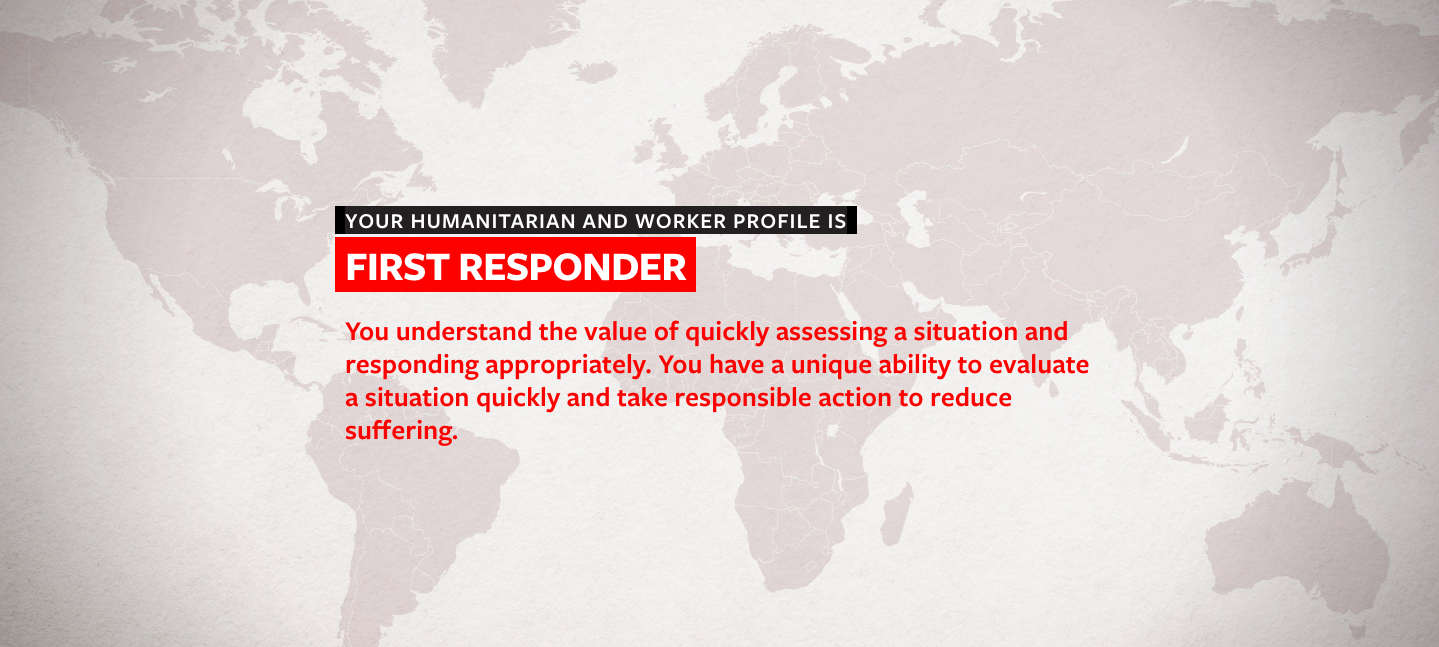 YOUR HUMANITARIAN AND WORKER PROFILE IS
FIRST RESPONDER
You understand the value of quickly assessing a situation and
responding appropriately. You have a unique ability to evaluate
a situation quickly and take responsible action to reduce
suffering.